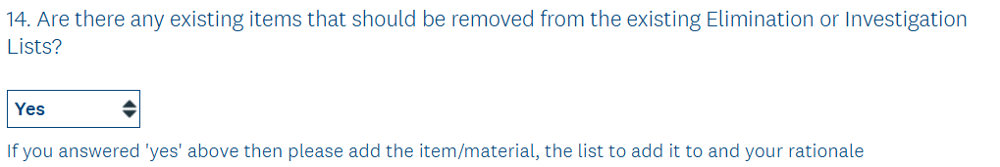 14. Are there any existing items that should be removed from the existing Elimination or Investigation
Lists?
Yes
If you answered 'yes' above then please add the item/material, the list to add it to and your rationale